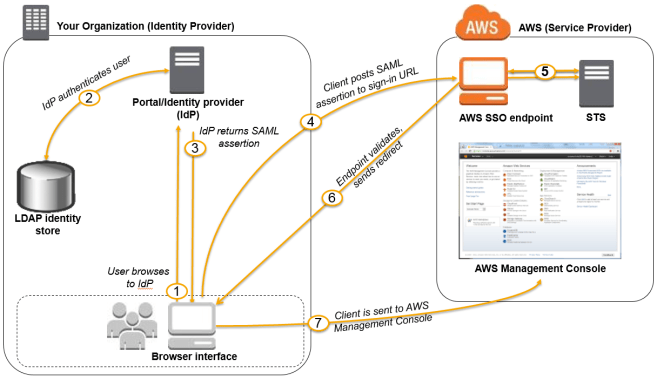 Your Organization (Identity Provider)
AWS
AWS (Service Provider)
IdP authenticates user
2
Portal/Identity provider
(IdP)
Client posts SAML
assertion to sign-in URL
4
5
AWS SSO endpoint
STS
3
IdP returns SAML
assertion
Endpoint validates,
sends redirect
6
LDAP identity
store
AWS Management Console
User browses
to IdP
1
7
Client is sent to AWS
Management Console
Browser interface